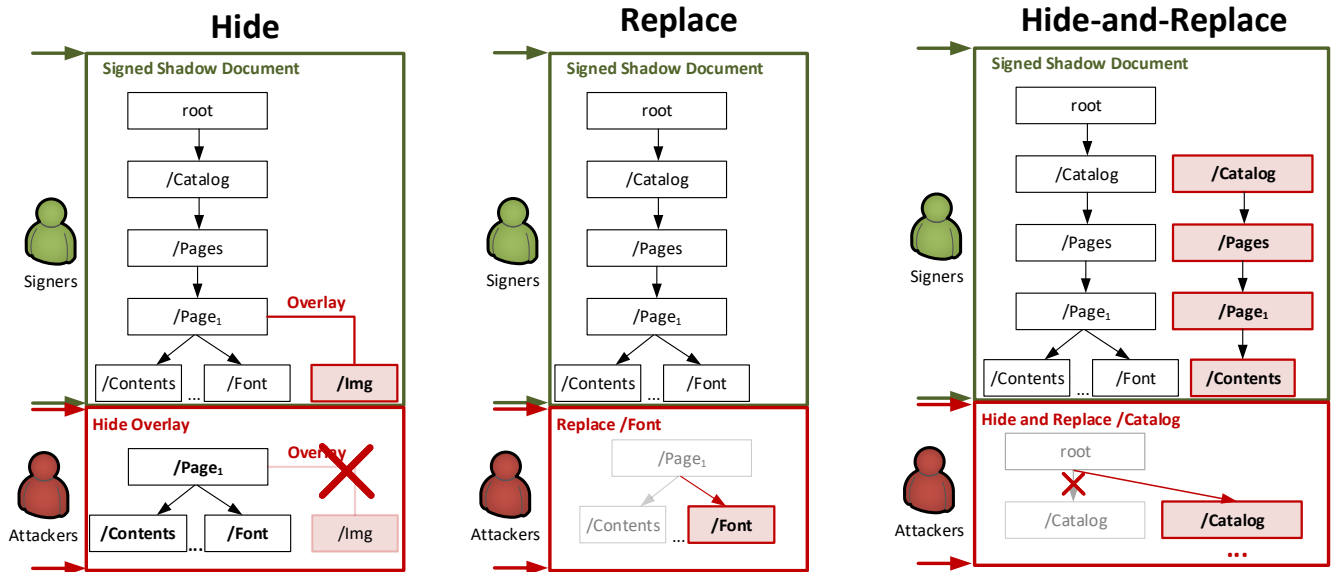 Hide
Signed Shadow Document
root
/Catalog
/Pages
/Page₁
Overlay
/Contents
...
/Font
/Img
Signers
Hide Overlay
/Page₁
Overlay
/Contents
...
/Font
/Img
Attackers
Replace
Signed Shadow Document
root
/Catalog
/Pages
/Page₁
/Contents
...
/Font
Signers
Replace /Font
/Page₁
/Contents
...
/Font
Attackers
Hide-and-Replace
Signed Shadow Document
root
/Catalog
/Catalog
/Pages
/Pages
/Page₁
/Page₁
/Contents
...
/Font
/Contents
Signers
Hide and Replace /Catalog
root
/Catalog
/Catalog
...
Attackers